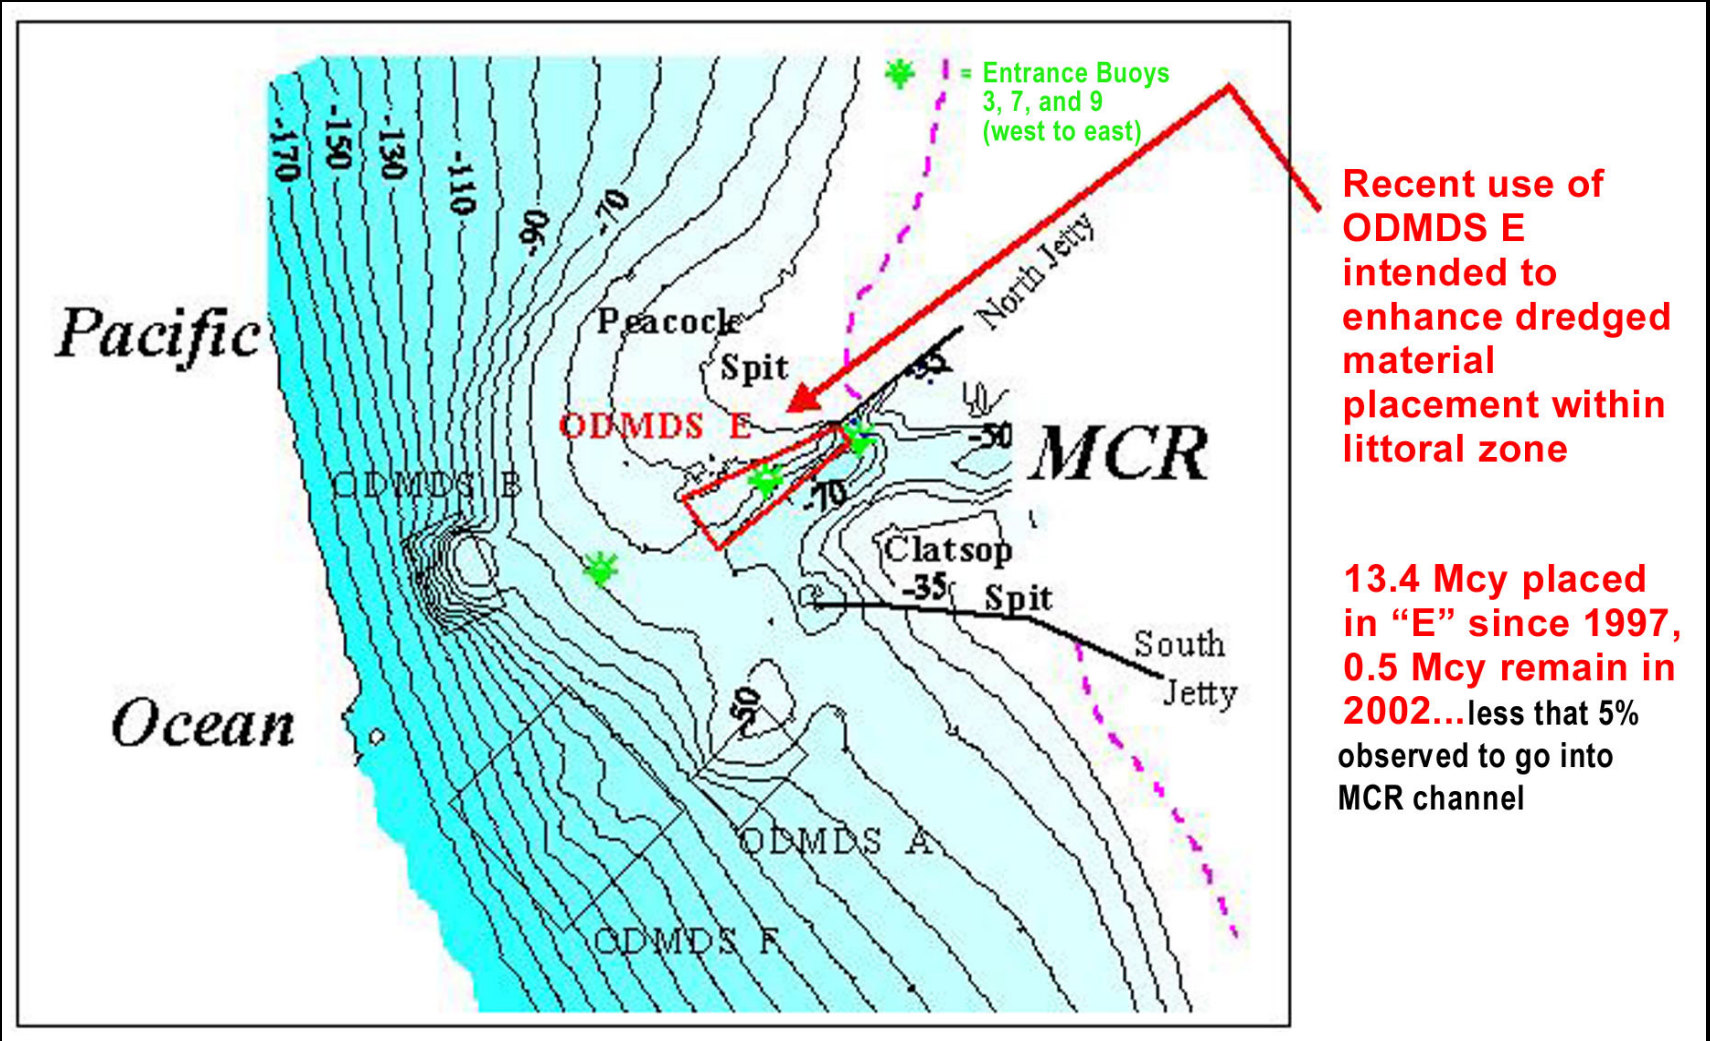 = Entrance Buoys
3, 7, and 9
(west to east)
-170
-150
-130
-110
-90
-70
North Jetty
Pacific
Peacock
Spit
-35
40
ODMDS E
-50
MCR
ODMDS B
-70
Clatsop
-35
Spit
South
Jetty
50
Ocean
ODMDS A
ODMDS F
Recent use of
ODMDS E
intended to
enhance dredged
material
placement within
littoral zone
13.4 Mcy placed
in “E” since 1997,
0.5 Mcy remain in
2002...less that 5%
observed to go into
MCR channel